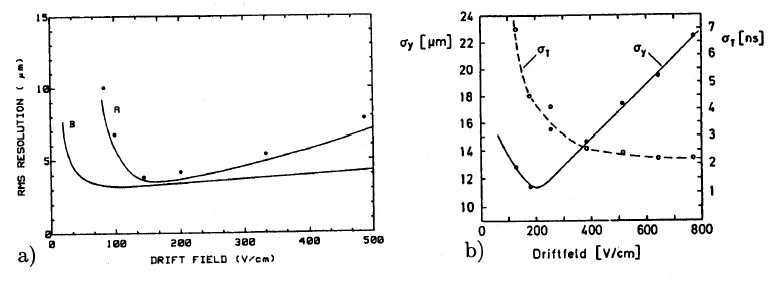 RMS RESOLUTION ( μm)
15
10
5
0
B
A
0 100 200 300 400 500
DRIFT FIELD (V/cm)
a)
σy [μm]
24
22
20
18
16
14
12
10
σT
σy
σT [ns]
7
6
5
4
3
2
1
0 200 400 600 800
Driftfeld [V/cm]
b)